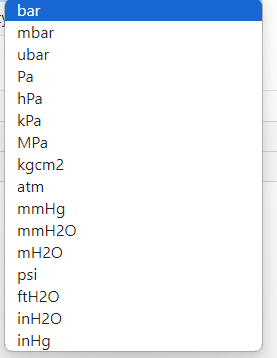 bar
mbar
ubar
Pa
hPa
kPa
MPa
kgcm2
atm
mmHg
mmH2O
mH2O
psi
ftH2O
inH2O
inHg